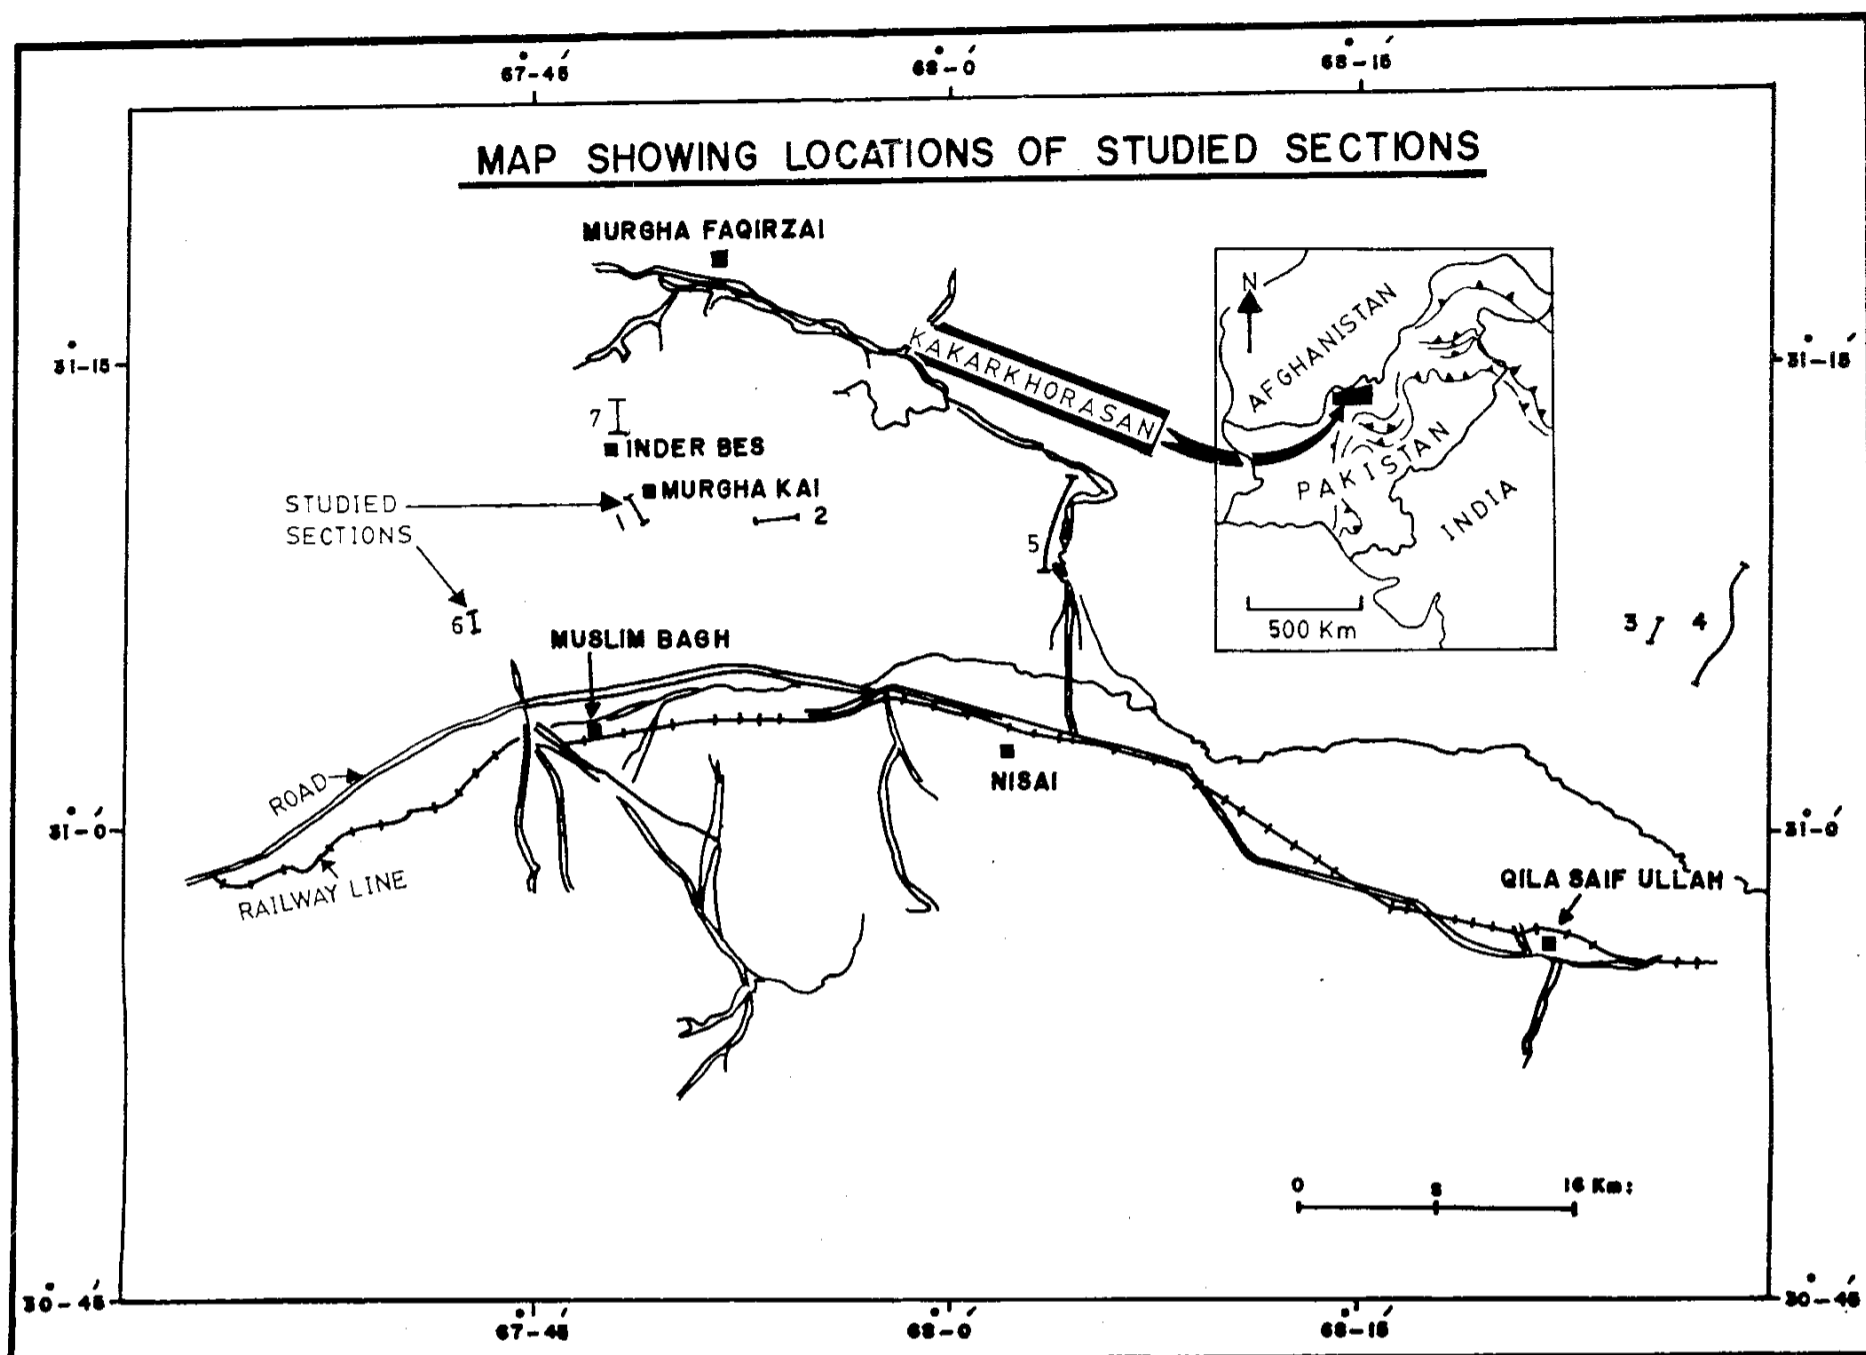 67°-45′
68°-0′
68°-15′
MAP SHOWING LOCATIONS OF STUDIED SECTIONS
MURGHA FAQIRZAI
N
AFGHANISTAN
KAKARKHORASAN
31°-15′
31°-15′
7
INDER BES
PAKISTAN
INDIA
STUDIED
SECTIONS
MURGHA KAI
1
2
5
500 Km
6
3
4
MUSLIM BAGH
ROAD
NISAI
31°-0′
31°-0′
RAILWAY LINE
QILA SAIF ULLAH
0 8 16 Km:
30°-45′
30°-45′
67°-45′
68°-0′
68°-15′